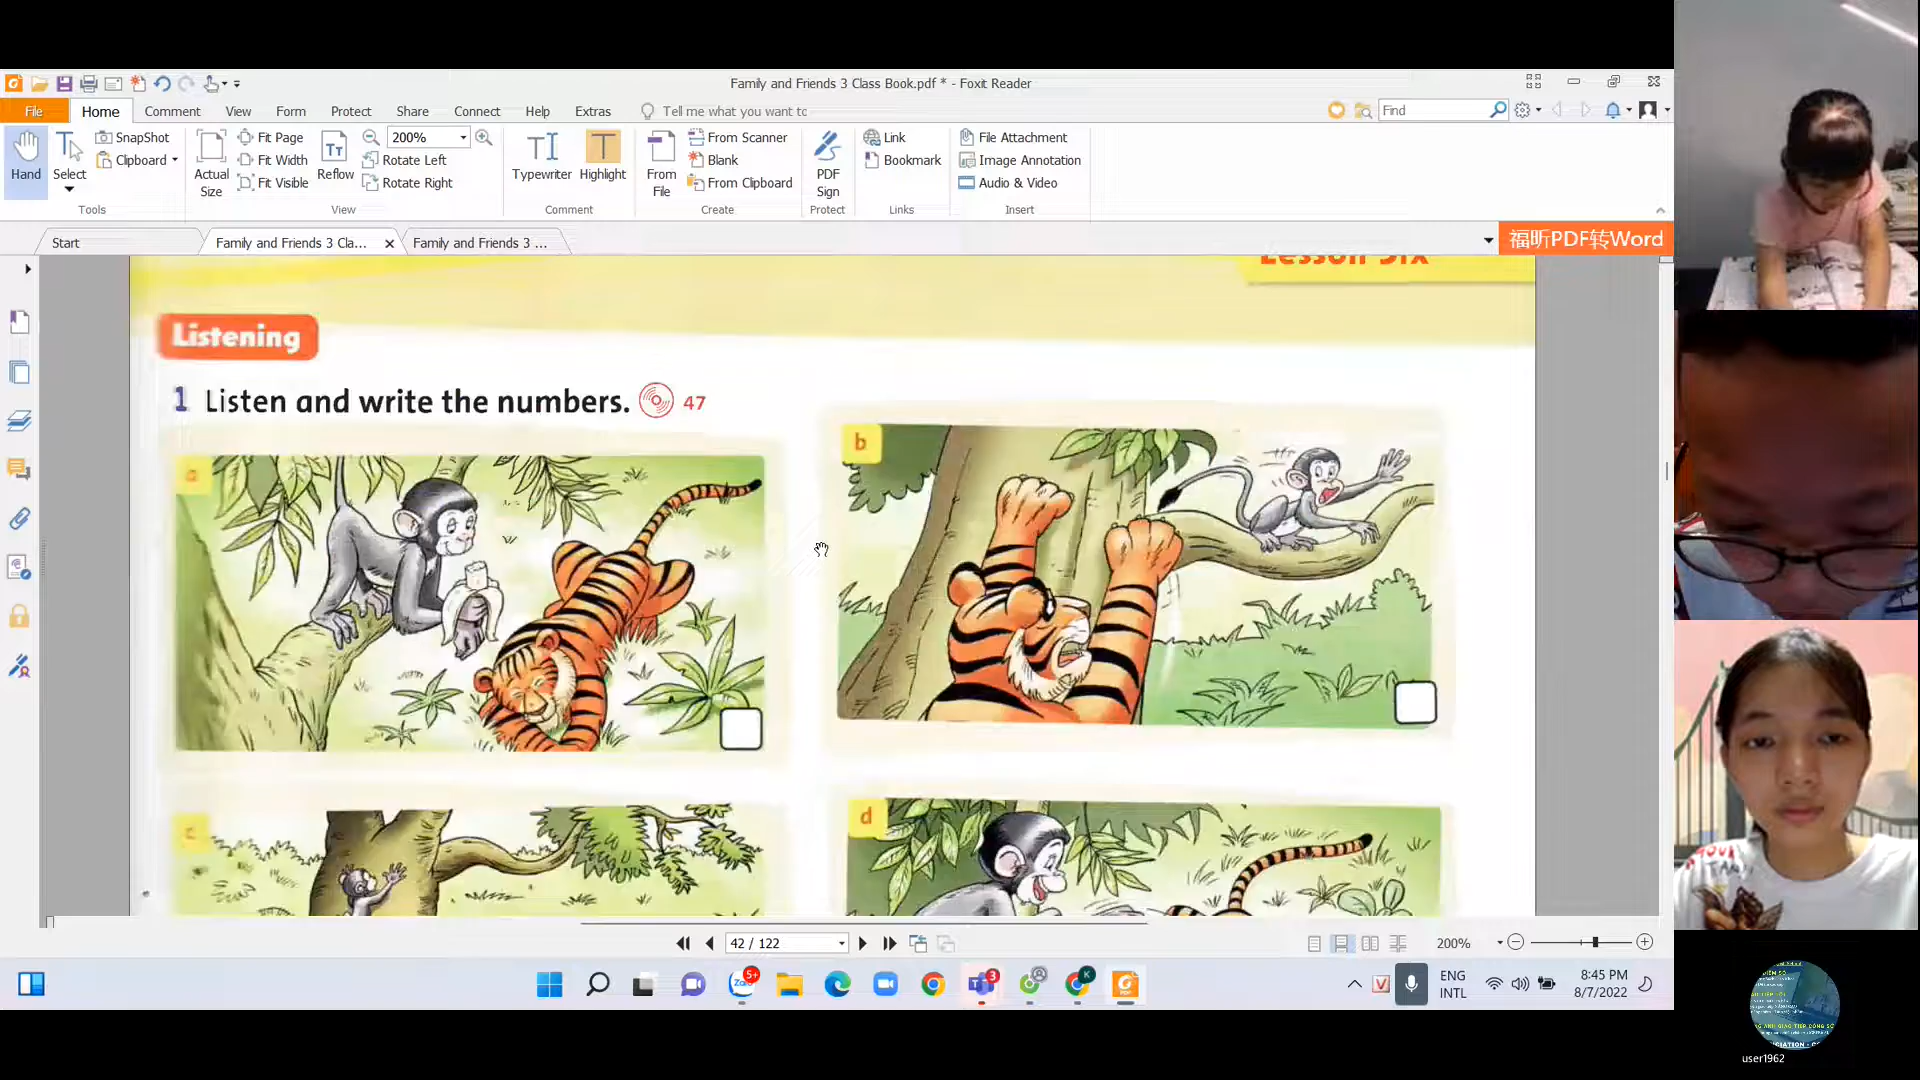 Family and Friends 3 Class Book.pdf * - Foxit Reader
File Home Comment View Form Protect Share Connect Help Extras Tell me what you want to Find
Hand Select SnapShot Clipboard
Tools
Actual Size Fit Page Fit Width Fit Visible Reflow 200% Rotate Left Rotate Right
View
Typewriter Highlight
Comment
From File From Scanner Blank From Clipboard
Create
PDF Sign
Protect
Link Bookmark
Links
File Attachment Image Annotation Audio & Video
Insert
Start Family and Friends 3 Cla... Family and Friends 3 ... 福昕PDF转Word
Lesson Six
Listening
1 Listen and write the numbers. 47
a b
c d
42 / 122 200%
5+ Zalo 3 K V ENG INTL 8:45 PM 8/7/2022
user1962